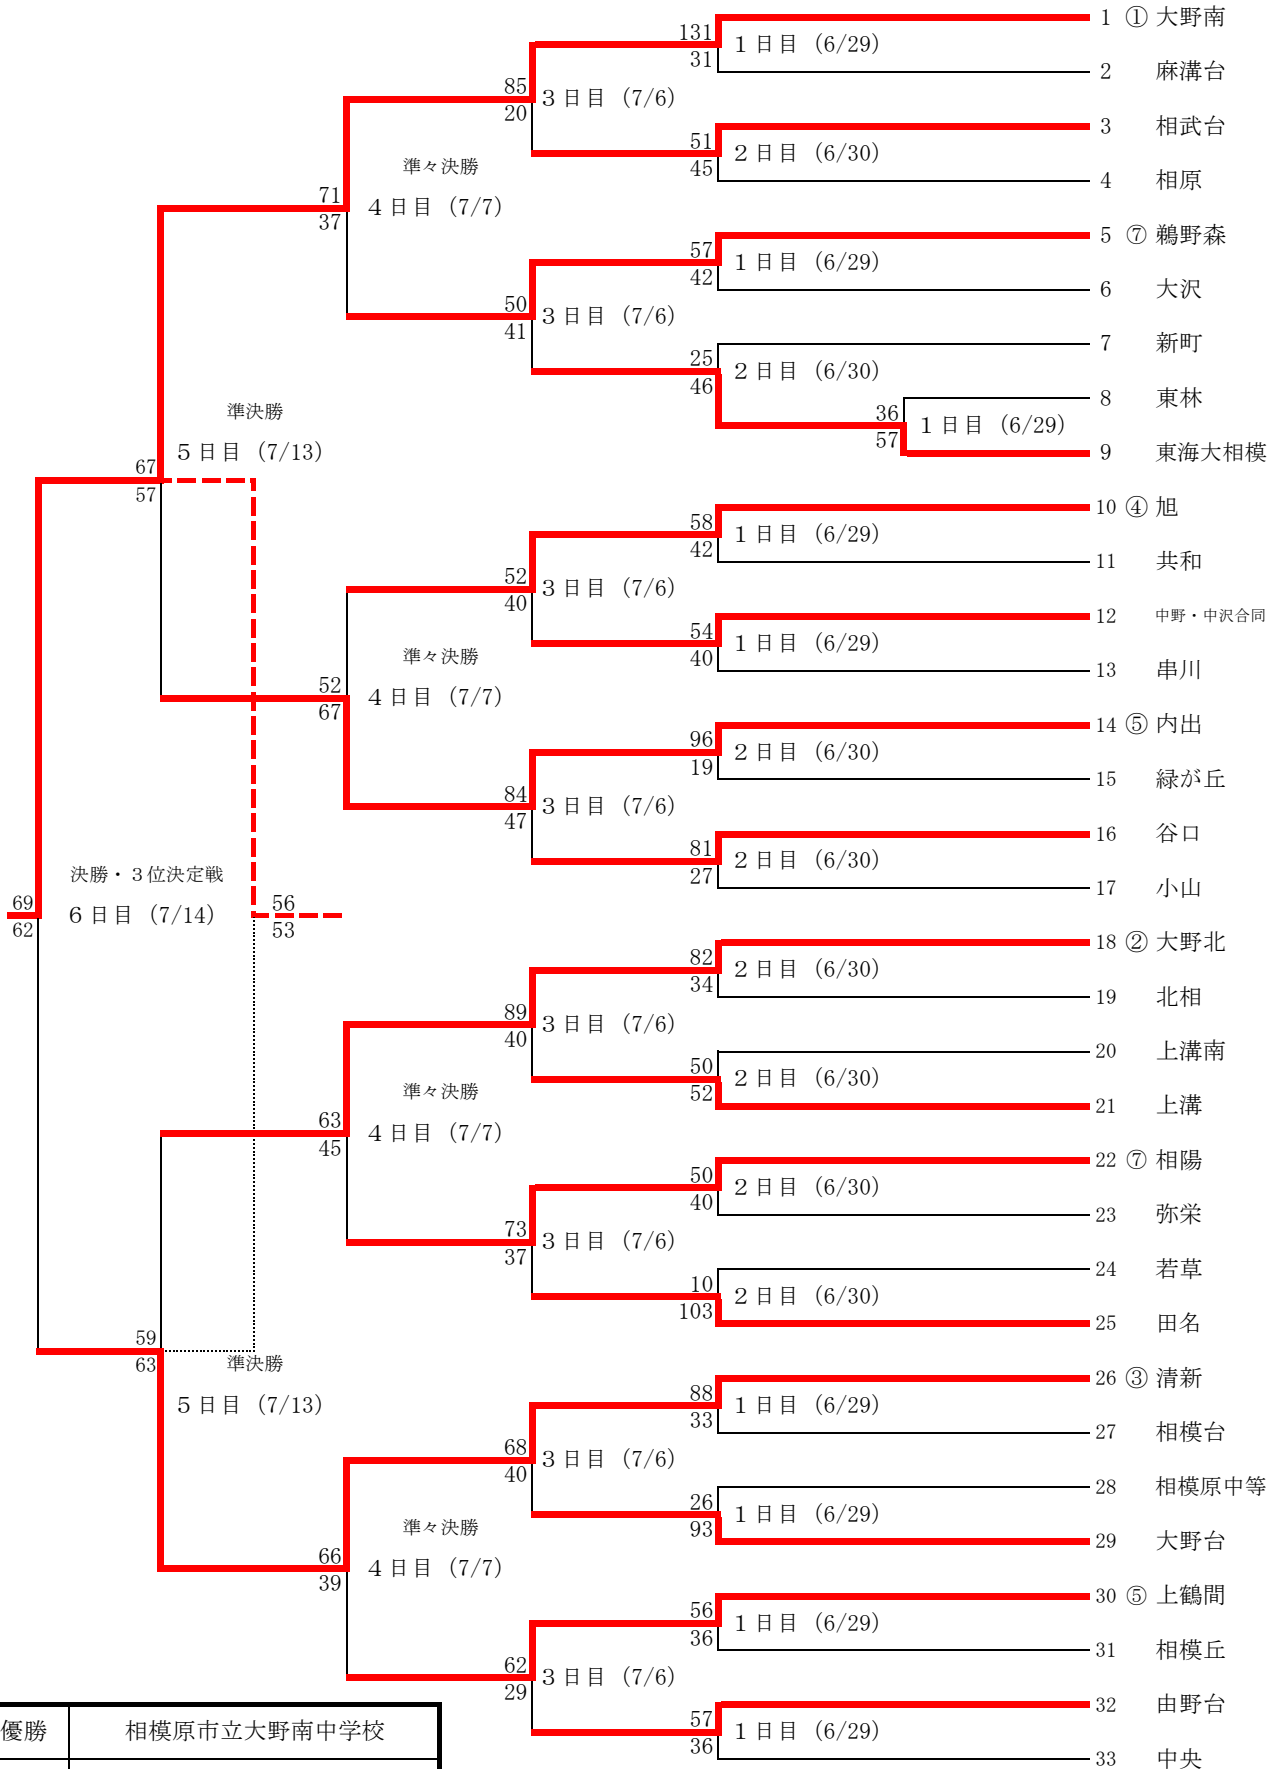 1 ① 大野南
131
31
1日目 (6/29)
2 麻溝台
85
20
3日目 (7/6)
3 相武台
51
45
2日目 (6/30)
4 相原
準々決勝
71
37
4日目 (7/7)
5 ⑦ 鵜野森
57
42
1日目 (6/29)
6 大沢
50
41
3日目 (7/6)
7 新町
25
46
2日目 (6/30)
8 東林
36
57
1日目 (6/29)
9 東海大相模
準決勝
67
57
5日目 (7/13)
10 ④ 旭
58
42
1日目 (6/29)
11 共和
52
40
3日目 (7/6)
12 中野・中沢合同
54
40
1日目 (6/29)
13 串川
準々決勝
52
67
4日目 (7/7)
14 ⑤ 内出
96
19
2日目 (6/30)
15 緑が丘
84
47
3日目 (7/6)
16 谷口
81
27
2日目 (6/30)
17 小山
決勝・3位決定戦
69
62
6日目 (7/14)
56
53
18 ② 大野北
82
34
2日目 (6/30)
19 北相
89
40
3日目 (7/6)
20 上溝南
50
52
2日目 (6/30)
21 上溝
準々決勝
63
45
4日目 (7/7)
22 ⑦ 相陽
50
40
2日目 (6/30)
23 弥栄
73
37
3日目 (7/6)
24 若草
10
103
2日目 (6/30)
25 田名
59
63
準決勝
5日目 (7/13)
26 ③ 清新
88
33
1日目 (6/29)
27 相模台
68
40
3日目 (7/6)
28 相模原中等
26
93
1日目 (6/29)
29 大野台
準々決勝
66
39
4日目 (7/7)
30 ⑤ 上鶴間
56
36
1日目 (6/29)
31 相模丘
62
29
3日目 (7/6)
32 由野台
57
36
1日目 (6/29)
33 中央
優勝 相模原市立大野南中学校